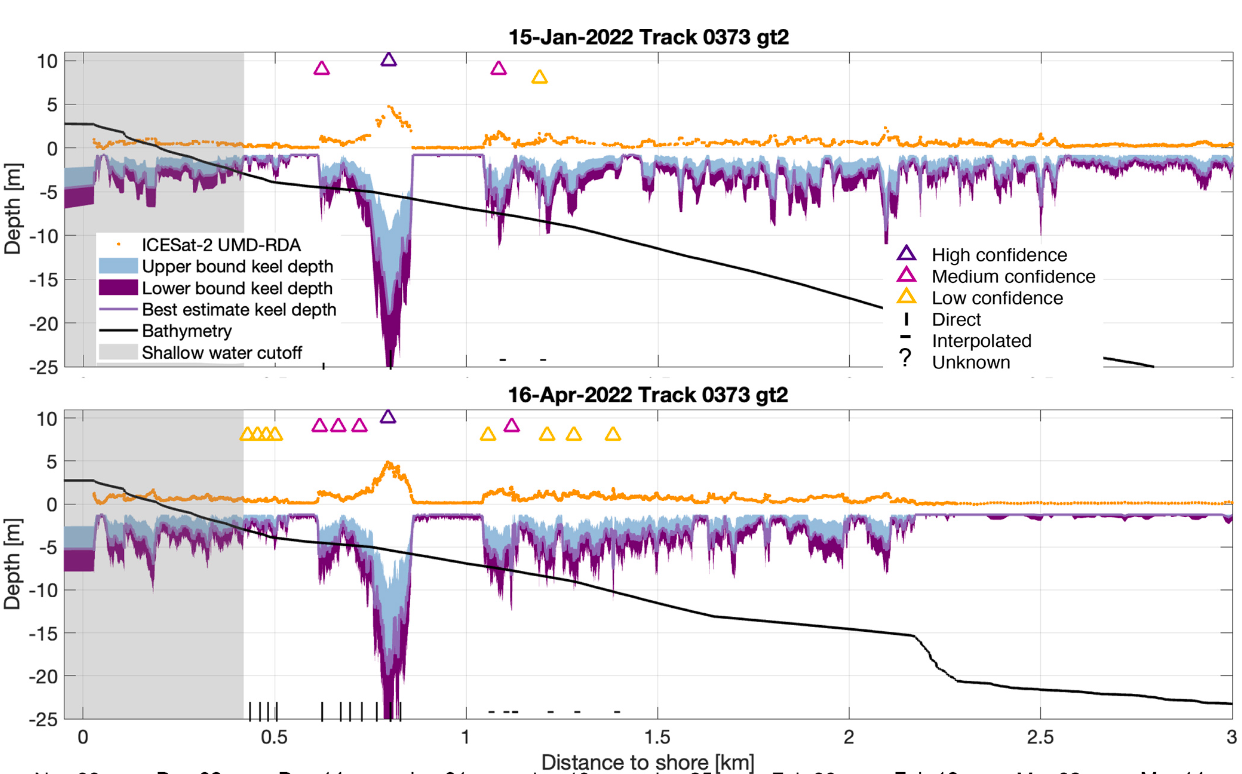 15-Jan-2022 Track 0373 gt2
10
5
0
-5
-10
-15
-20
-25
Depth [m]
ICESat-2 UMD-RDA
Upper bound keel depth
Lower bound keel depth
Best estimate keel depth
Bathymetry
Shallow water cutoff
High confidence
Medium confidence
Low confidence
Direct
Interpolated
? Unknown
16-Apr-2022 Track 0373 gt2
10
5
0
-5
-10
-15
-20
-25
Depth [m]
0 0.5 1 1.5 2 2.5 3
Distance to shore [km]